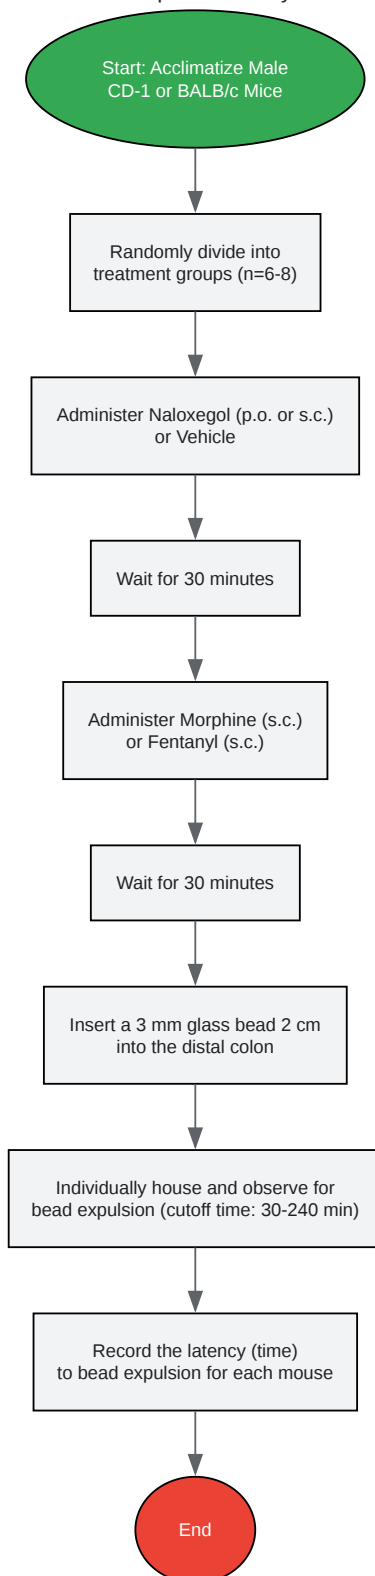 Start: Acclimatize Male
CD-1 or BALB/c Mice
Randomly divide into
treatment groups (n=6-8)
Administer Naloxegol (p.o. or s.c.)
or Vehicle
Wait for 30 minutes
Administer Morphine (s.c.)
or Fentanyl (s.c.)
Wait for 30 minutes
Insert a 3 mm glass bead 2 cm
into the distal colon
Individually house and observe for
bead expulsion (cutoff time: 30-240 min)
Record the latency (time)
to bead expulsion for each mouse
End